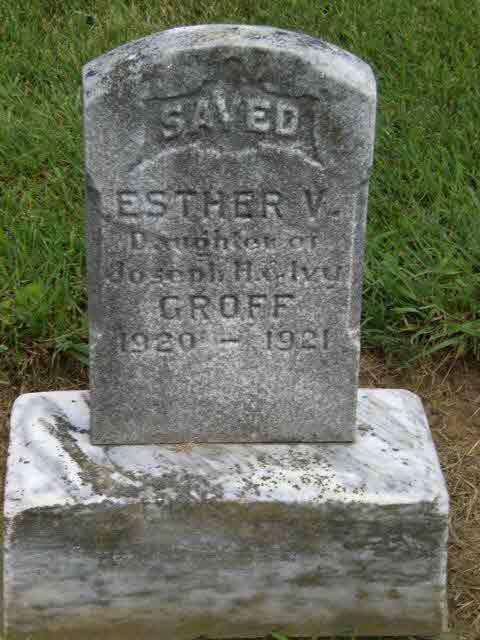 SAVED
ESTHER V.
Daughter of
Joseph H. & Ivy
GROFF
1920 - 1921